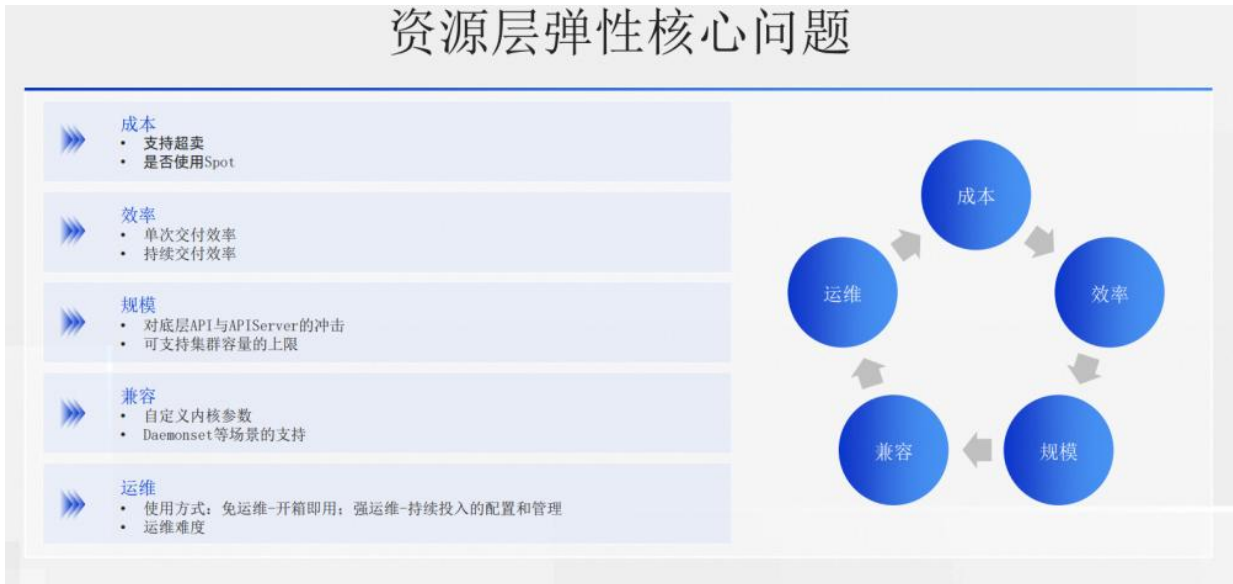 资源层弹性核心问题
成本
• 支持超卖
• 是否使用Spot
效率
• 单次交付效率
• 持续交付效率
规模
• 对底层API与APIServer的冲击
• 可支持集群容量的上限
兼容
• 自定义内核参数
• Daemonset等场景的支持
运维
• 使用方式：免运维-开箱即用；强运维-持续投入的配置和管理
• 运维难度
成本
效率
规模
兼容
运维